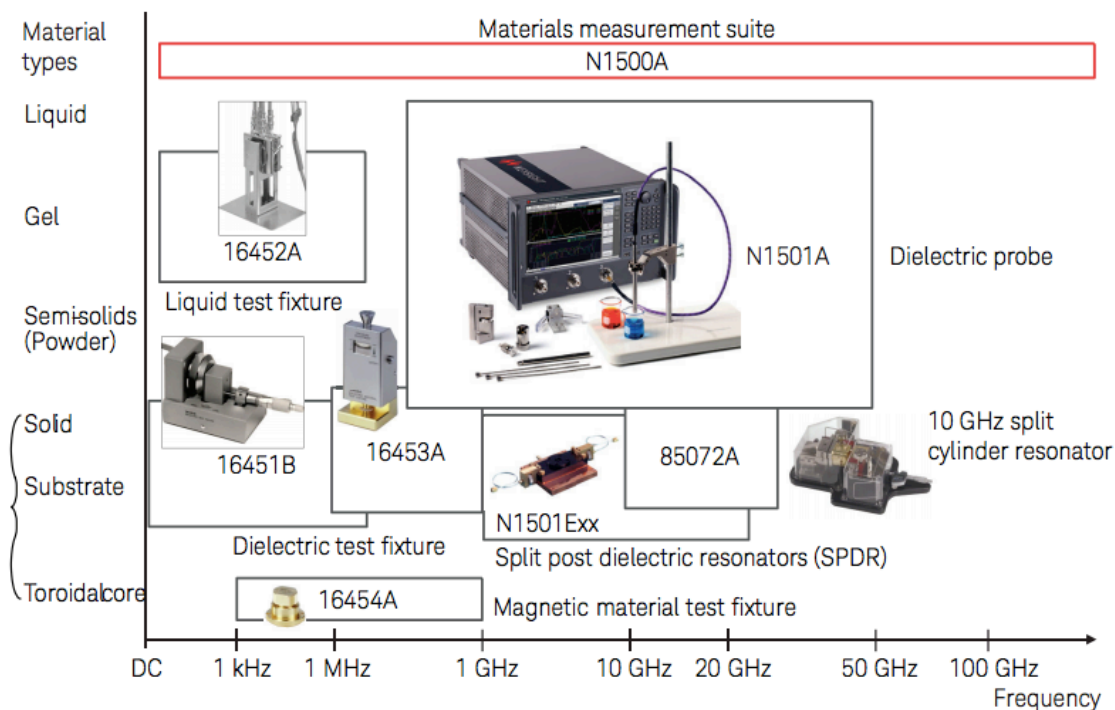 Material
types
Materials measurement suite
N1500A
Liquid
Gel
16452A
N1501A
Dielectric probe
Liquid test fixture
Semi-solids
(Powder)
Solid
16451B
16453A
85072A
10 GHz split
cylinder resonator
Substrate
N1501Exx
Dielectric test fixture
Split post dielectric resonators (SPDR)
Toroidalcore
16454A
Magnetic material test fixture
DC 1 kHz 1 MHz 1 GHz 10 GHz 20 GHz 50 GHz 100 GHz
Frequency